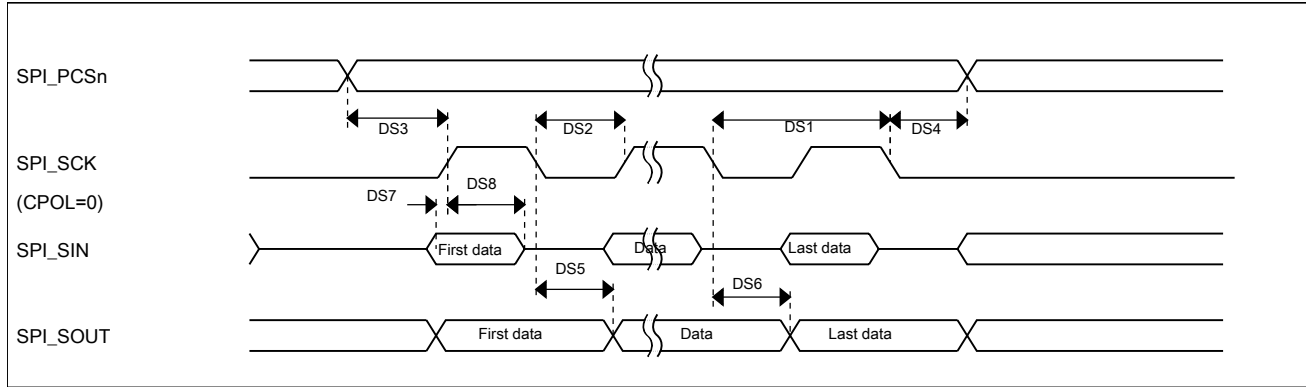 SPI_PCSn
DS3
DS2
DS1
DS4
SPI_SCK
(CPOL=0)
DS7
DS8
SPI_SIN
First data
Data
Last data
DS5
DS6
SPI_SOUT
First data
Data
Last data